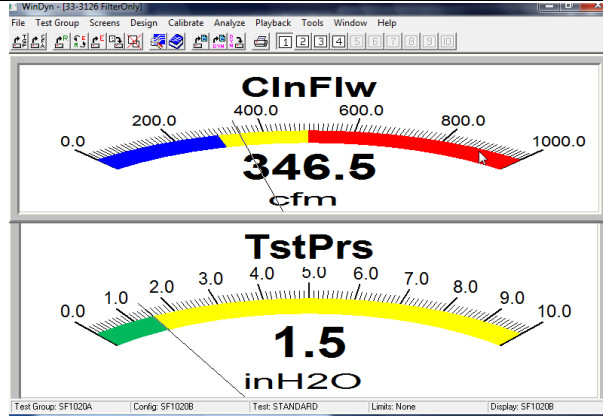 WinDyn - [33-3126 FilterOnly]
File Test Group Screens Design Calibrate Analyze Playback Tools Window Help
1 2 3 4 5 6 7 8 9 10
ClnFlw
0.0 200.0 400.0 600.0 800.0 1000.0
346.5
cfm
TstPrs
0.0 1.0 2.0 3.0 4.0 5.0 6.0 7.0 8.0 9.0 10.0
1.5
inH2O
Test Group: SF1020A Config: SF1020B Test: STANDARD Limits: None Display: SF1020B